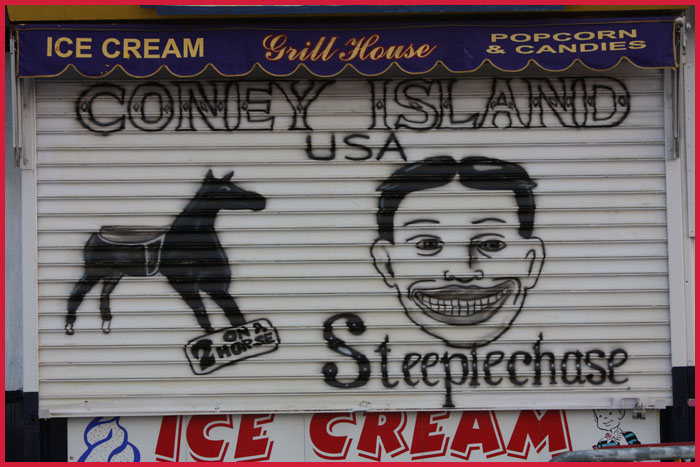 ICE CREAM Grill House POPCORN
& CANDIES
CONEY ISLAND
USA
2 ON A
HORSE
Steeplechase
ICE CREAM